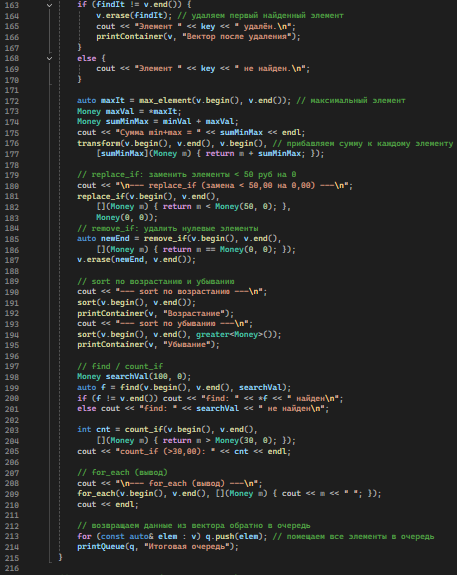 163 if (findIt != v.end()) {
164 v.erase(findIt); // удаляем первый найденный элемент
165 cout << "Элемент " << key << " удалён.\n";
166 printContainer(v, "Вектор после удаления");
167 }
168 else {
169 cout << "Элемент " << key << " не найден.\n";
170 }
171
172 auto maxIt = max_element(v.begin(), v.end()); // максимальный элемент
173 Money maxVal = *maxIt;
174 Money sumMinMax = minVal + maxVal;
175 cout << "Сумма min+max = " << sumMinMax << endl;
176 transform(v.begin(), v.end(), v.begin(), // прибавляем сумму к каждому элементу
177 [sumMinMax](Money m) { return m + sumMinMax; });
178
179 // replace_if: заменить элементы < 50 руб на 0
180 cout << "\n--- replace_if (замена < 50,00 на 0,00) ---\n";
181 replace_if(v.begin(), v.end(),
182 [](Money m) { return m < Money(50, 0); },
183 Money(0, 0));
184 // remove_if: удалить нулевые элементы
185 auto newEnd = remove_if(v.begin(), v.end(),
186 [](Money m) { return m == Money(0, 0); });
187 v.erase(newEnd, v.end());
188
189 // sort по возрастанию и убыванию
190 cout << "--- sort по возрастанию ---\n";
191 sort(v.begin(), v.end());
192 printContainer(v, "Возрастание");
193 cout << "--- sort по убыванию ---\n";
194 sort(v.begin(), v.end(), greater<Money>());
195 printContainer(v, "Убывание");
196
197 // find / count_if
198 Money searchVal(100, 0);
199 auto f = find(v.begin(), v.end(), searchVal);
200 if (f != v.end()) cout << "find: " << *f << " найден\n";
201 else cout << "find: " << searchVal << " не найден\n";
202
203 int cnt = count_if(v.begin(), v.end(),
204 [](Money m) { return m > Money(30, 0); });
205 cout << "count_if (>30,00): " << cnt << endl;
206
207 // for_each (вывод)
208 cout << "\n--- for_each (вывод) ---\n";
209 for_each(v.begin(), v.end(), [](Money m) { cout << m << " "; });
210 cout << endl;
211
212 // возвращаем данные из вектора обратно в очередь
213 for (const auto& elem : v) q.push(elem); // помещаем все элементы в очередь
214 printQueue(q, "Итоговая очередь");
215 }
216